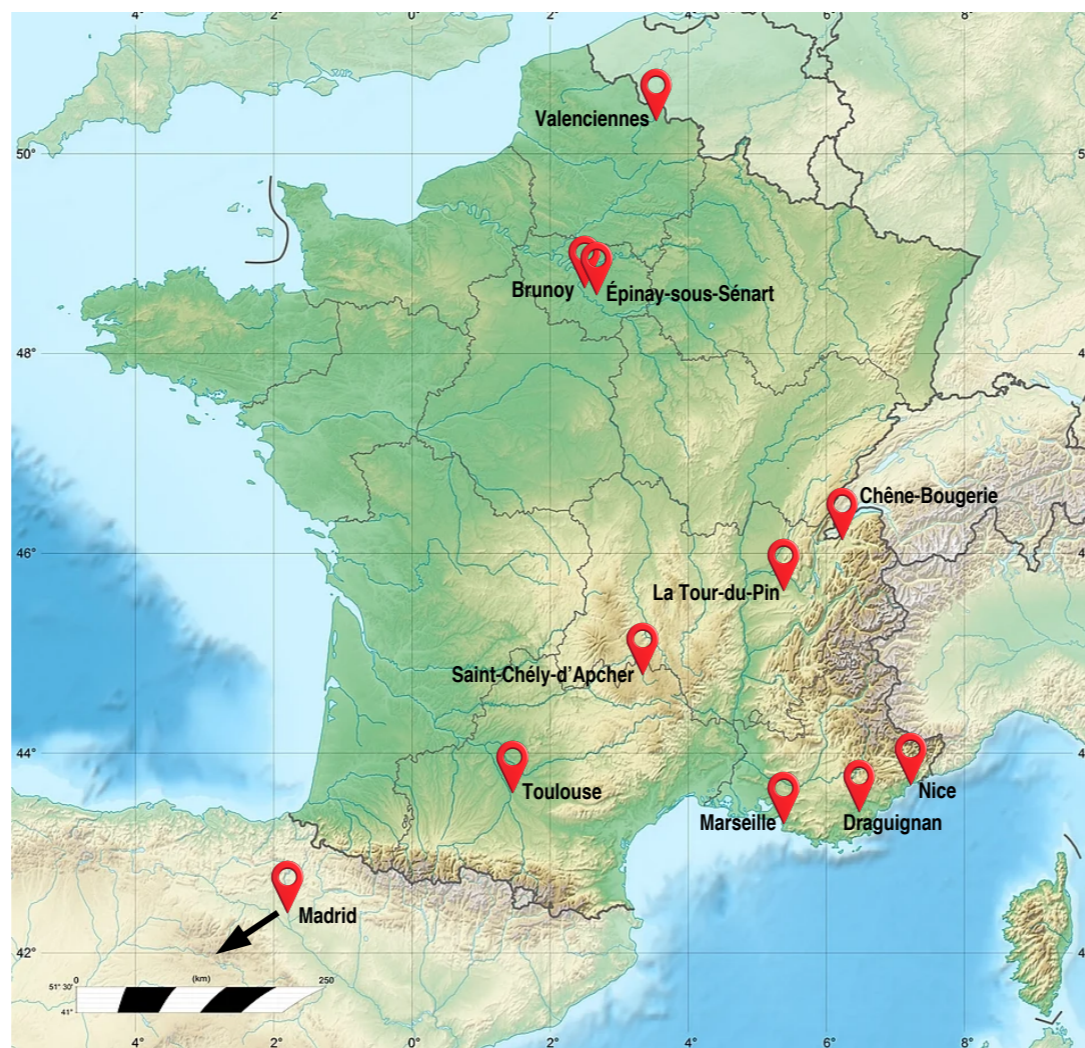 4° 2° 0° 2° 4° 6° 8°
Valenciennes
50°
Brunoy
Épinay-sous-Sénart
48°
Chêne-Bougerie
46°
La Tour-du-Pin
Saint-Chély-d'Apcher
44°
Nice
Toulouse
Marseille
Draguignan
Madrid
42°
0 (km) 250
51° 30'
41°
4° 2° 0° 2° 4° 6° 8°